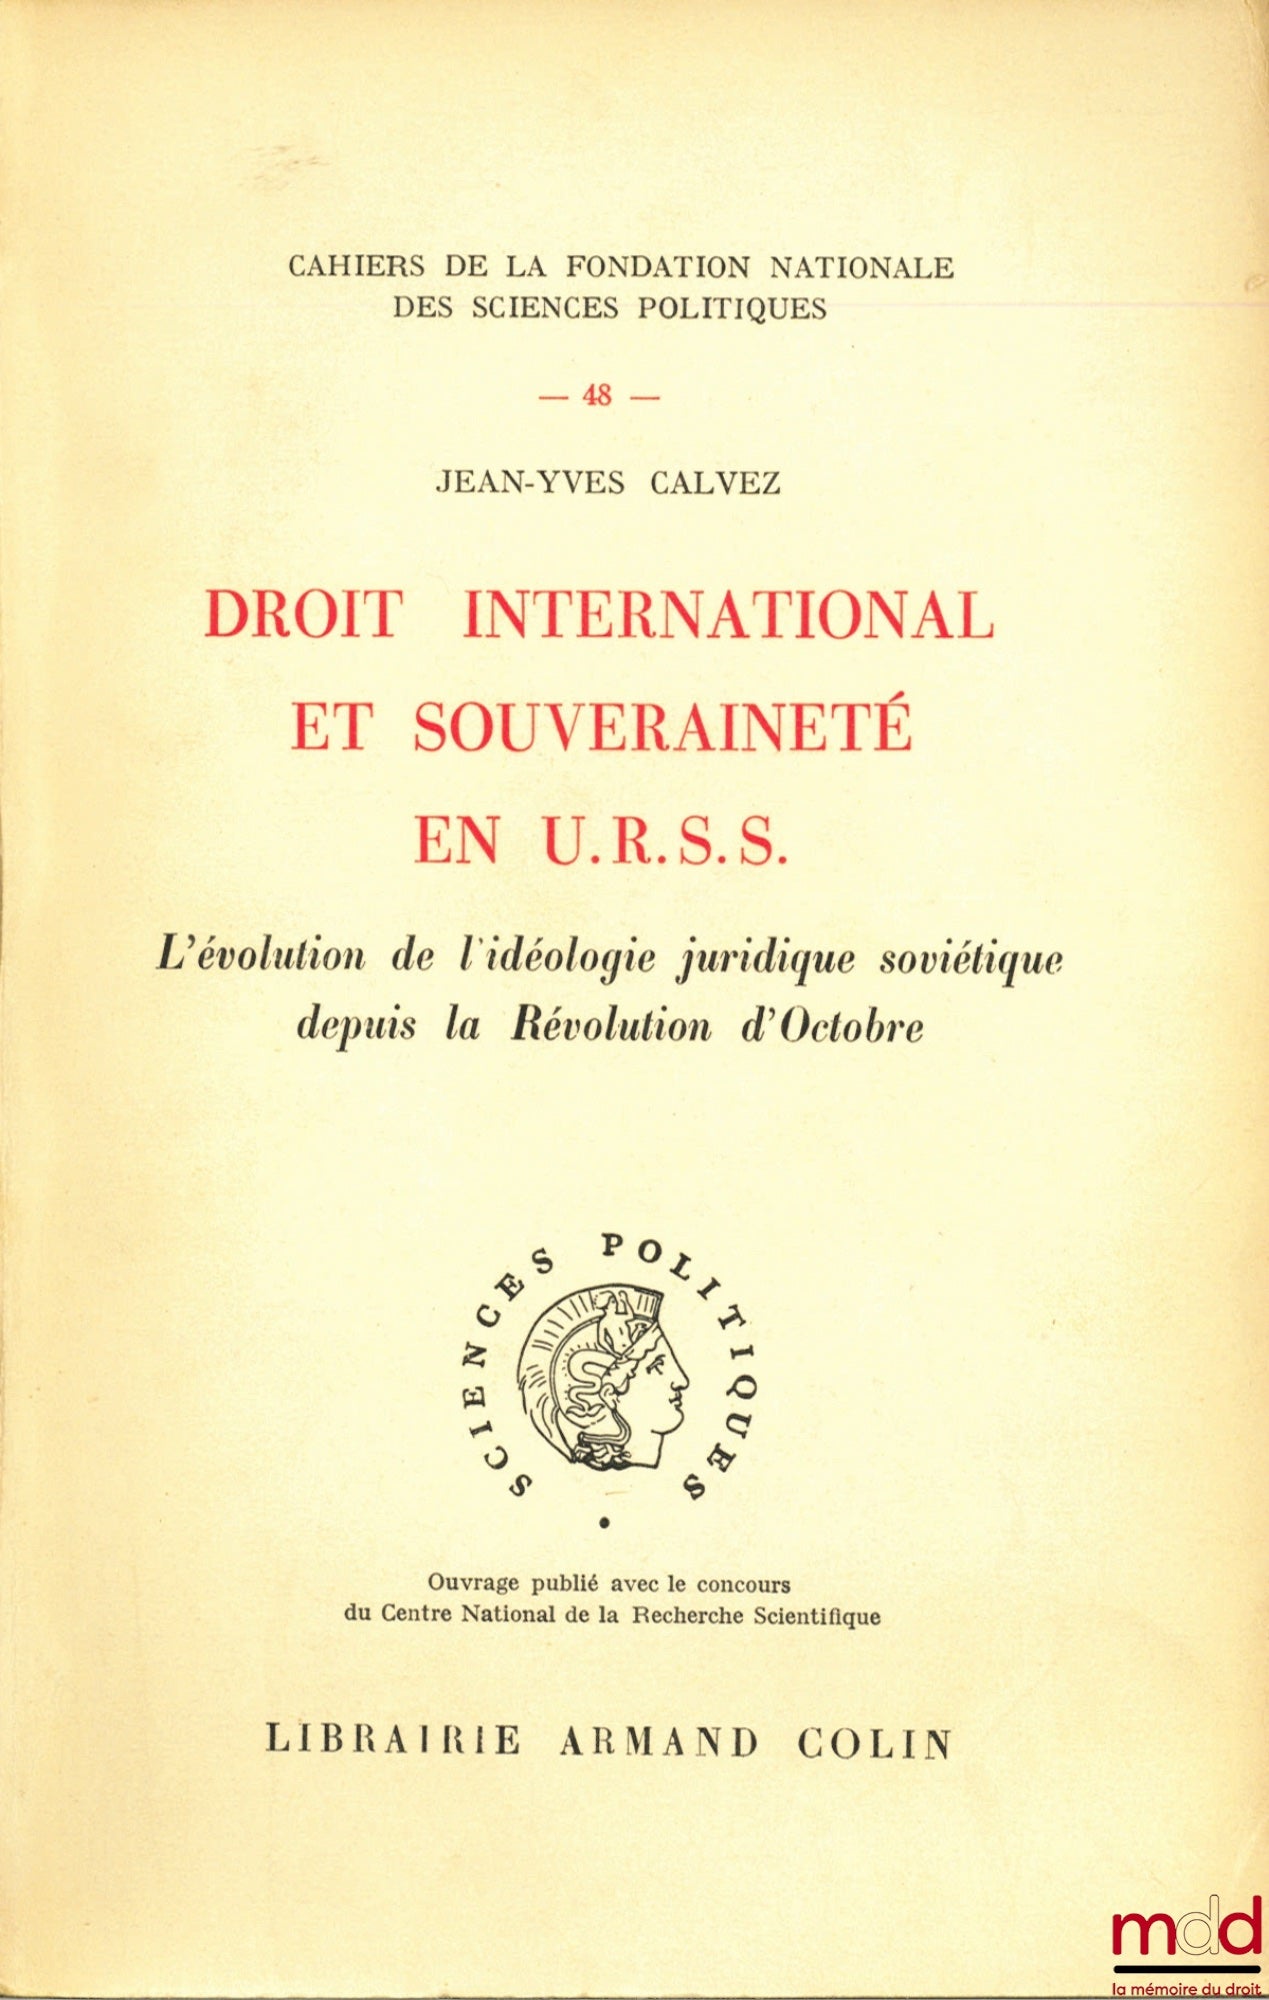 CAHIERS DE LA FONDATION NATIONALE
DES SCIENCES POLITIQUES
— 48 —
JEAN-YVES CALVEZ
DROIT INTERNATIONAL
ET SOUVERAINETÉ
EN U.R.S.S.
L'évolution de l'idéologie juridique soviétique
depuis la Révolution d'Octobre
SCIENCES POLITIQUES
Ouvrage publié avec le concours
du Centre National de la Recherche Scientifique
LIBRAIRIE ARMAND COLIN
mdd
la mémoire du droit